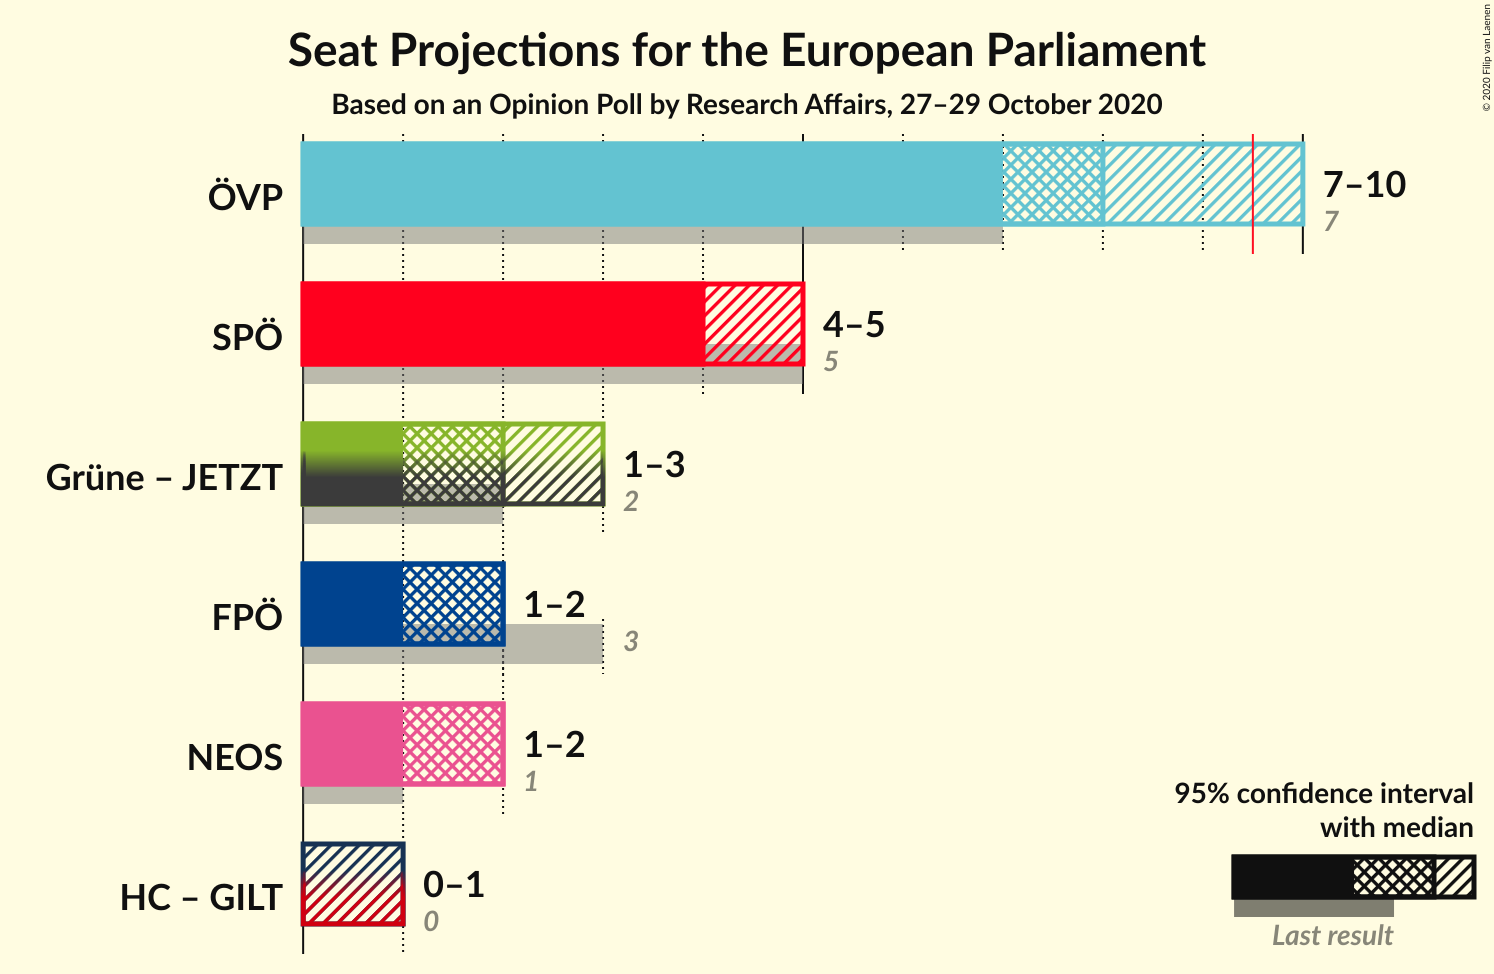 Seat Projections for the European Parliament
Based on an Opinion Poll by Research Affairs, 27–29 October 2020
© 2020 Filip van Laenen
ÖVP
7–10
7
SPÖ
4–5
5
Grüne – JETZT
1–3
2
FPÖ
1–2
3
NEOS
1–2
1
HC – GILT
0–1
0
95% confidence interval
with median
Last result